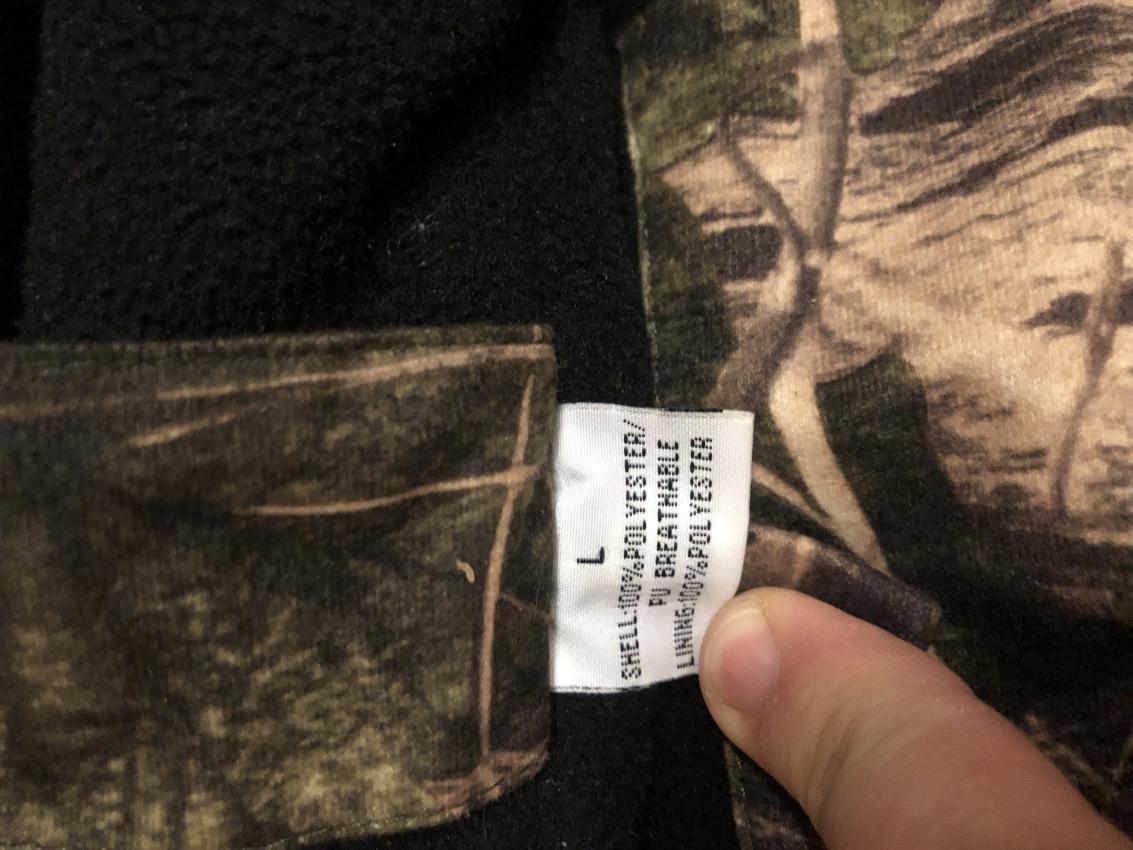 L
SHELL:100%POLYESTER/
PU BREATHABLE
LINING:100%POLYESTER